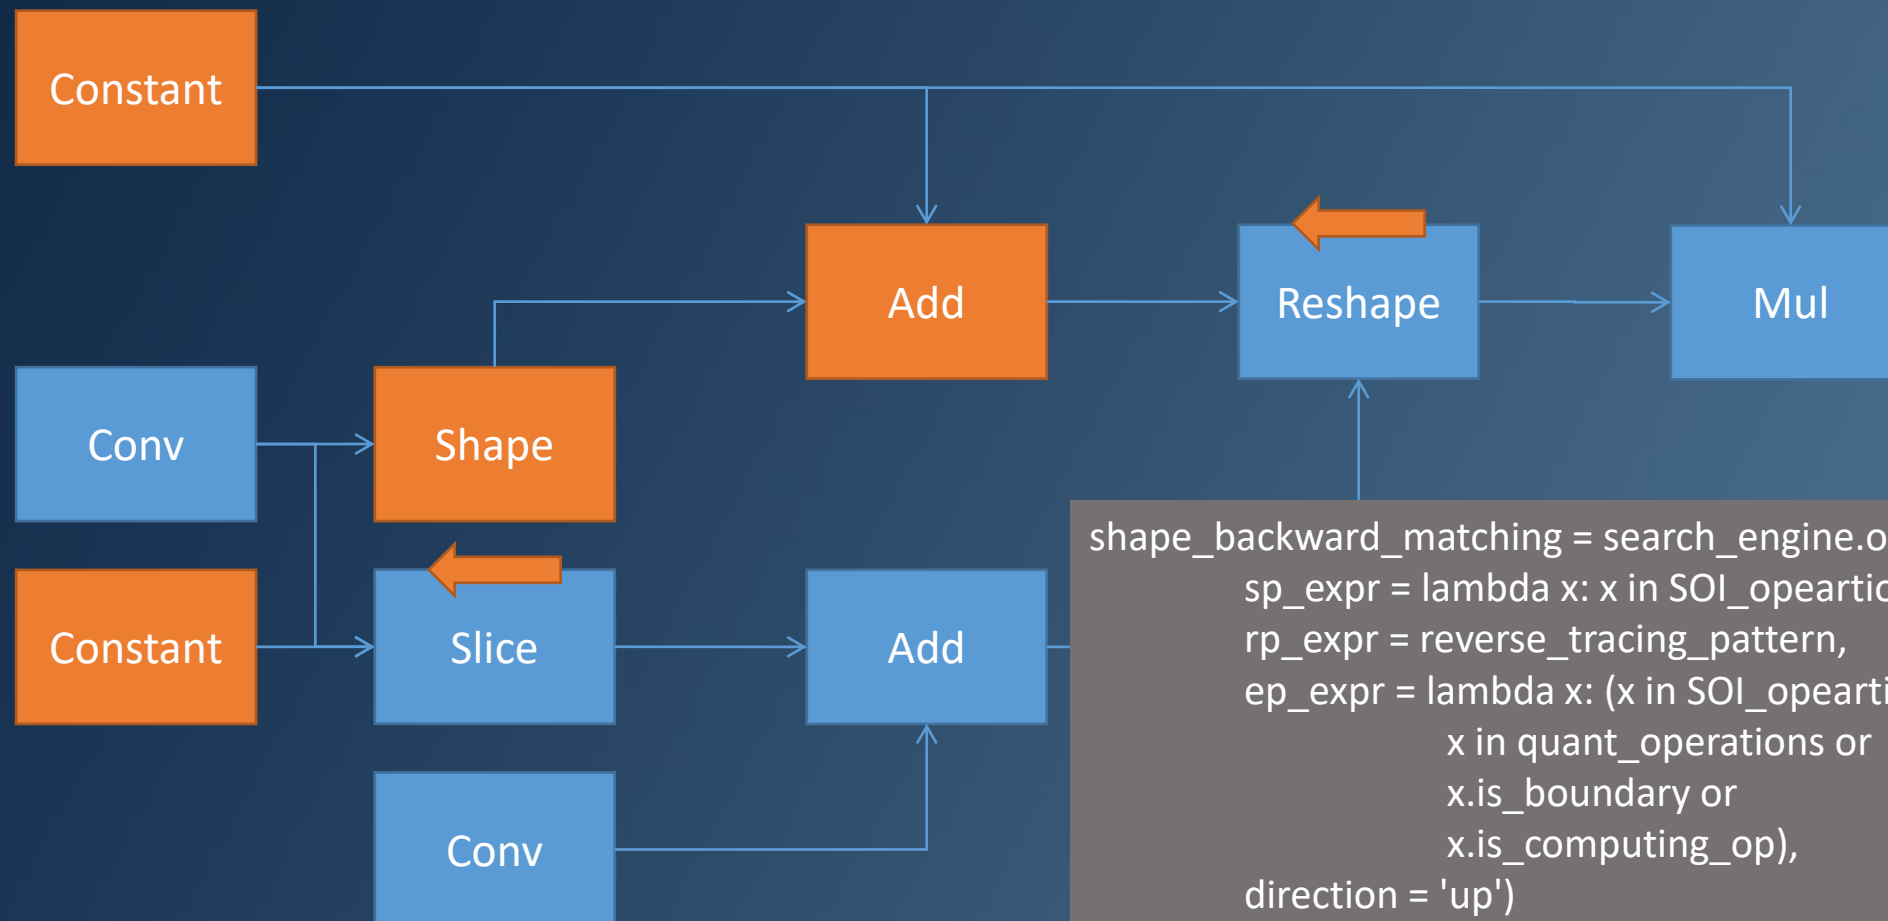 Constant
Add
Reshape
Mul
Conv
Shape
Constant
Slice
Add
Conv
shape_backward_matching = search_engine.o
sp_expr = lambda x: x in SOI_opeartio
rp_expr = reverse_tracing_pattern,
ep_expr = lambda x: (x in SOI_opearti
x in quant_operations or
x.is_boundary or
x.is_computing_op),
direction = 'up')